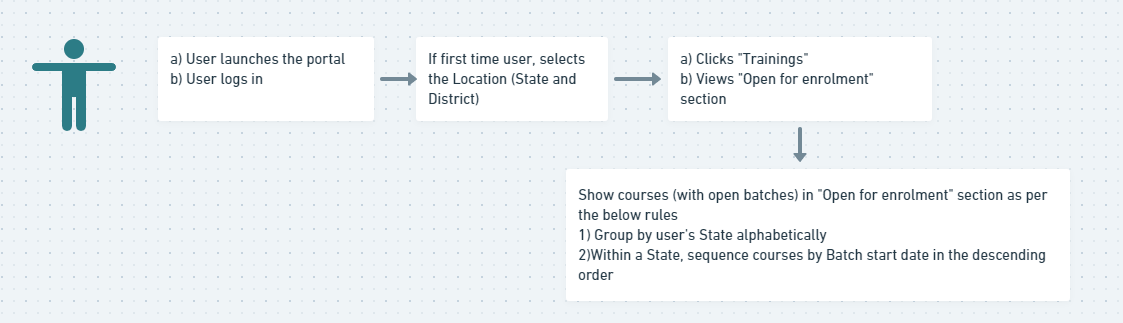 a) User launches the portal
b) User logs in
If first time user, selects
the Location (State and
District)
a) Clicks "Trainings"
b) Views "Open for enrolment"
section
Show courses (with open batches) in "Open for enrolment" section as per
the below rules
1) Group by user's State alphabetically
2)Within a State, sequence courses by Batch start date in the descending
order